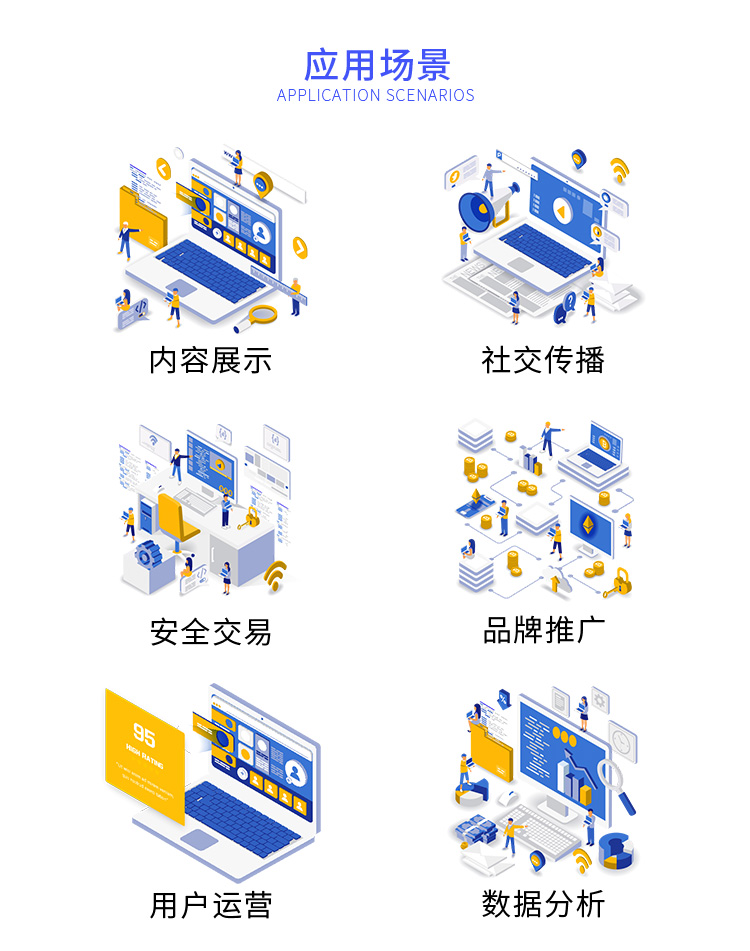 应用场景
APPLICATION SCENARIOS
内容展示
社交传播
安全交易
品牌推广
95
HIGH RATING
用户运营
数据分析